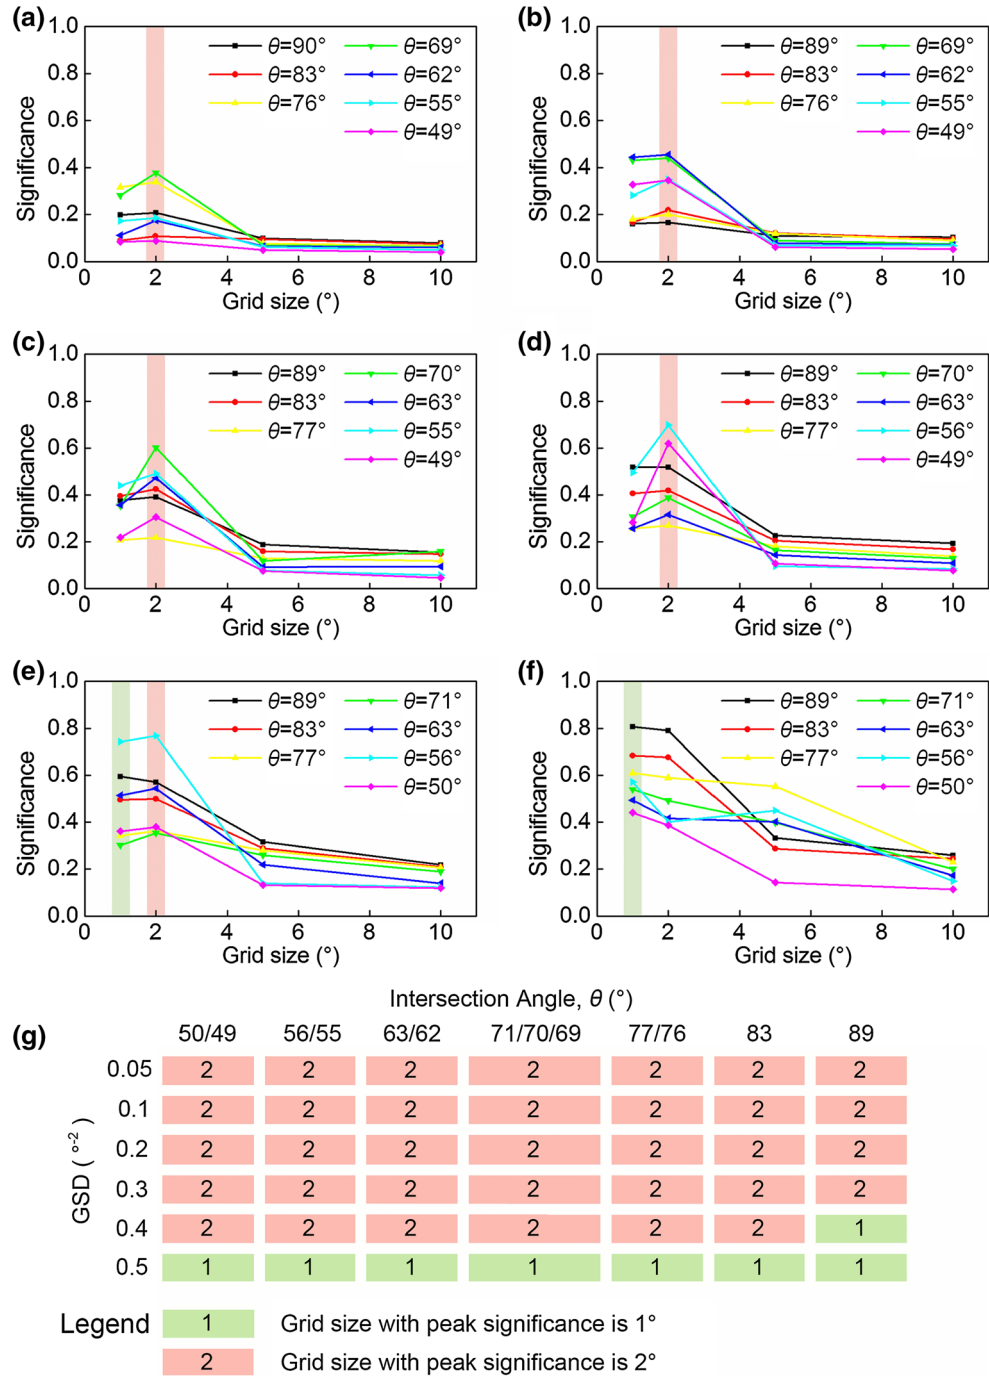 (a)
1.0
0.8
0.6
0.4
0.2
0.0
Significance
0 2 4 6 8 10
Grid size (°)
θ=90° θ=69°
θ=83° θ=62°
θ=76° θ=55°
θ=49°
(b)
1.0
0.8
0.6
0.4
0.2
0.0
Significance
0 2 4 6 8 10
Grid size (°)
θ=89° θ=69°
θ=83° θ=62°
θ=76° θ=55°
θ=49°
(c)
1.0
0.8
0.6
0.4
0.2
0.0
Significance
0 2 4 6 8 10
Grid size (°)
θ=89° θ=70°
θ=83° θ=63°
θ=77° θ=55°
θ=49°
(d)
1.0
0.8
0.6
0.4
0.2
0.0
Significance
0 2 4 6 8 10
Grid size (°)
θ=89° θ=70°
θ=83° θ=63°
θ=77° θ=56°
θ=49°
(e)
1.0
0.8
0.6
0.4
0.2
0.0
Significance
0 2 4 6 8 10
Grid size (°)
θ=89° θ=71°
θ=83° θ=63°
θ=77° θ=56°
θ=50°
(f)
1.0
0.8
0.6
0.4
0.2
0.0
Significance
0 2 4 6 8 10
Grid size (°)
θ=89° θ=71°
θ=83° θ=63°
θ=77° θ=56°
θ=50°
Intersection Angle, θ (°)
(g)
50/49 56/55 63/62 71/70/69 77/76 83 89
GSD (°⁻²)
0.05 2 2 2 2 2 2 2
0.1 2 2 2 2 2 2 2
0.2 2 2 2 2 2 2 2
0.3 2 2 2 2 2 2 2
0.4 2 2 2 2 2 2 1
0.5 1 1 1 1 1 1 1
Legend 1 Grid size with peak significance is 1°
2 Grid size with peak significance is 2°